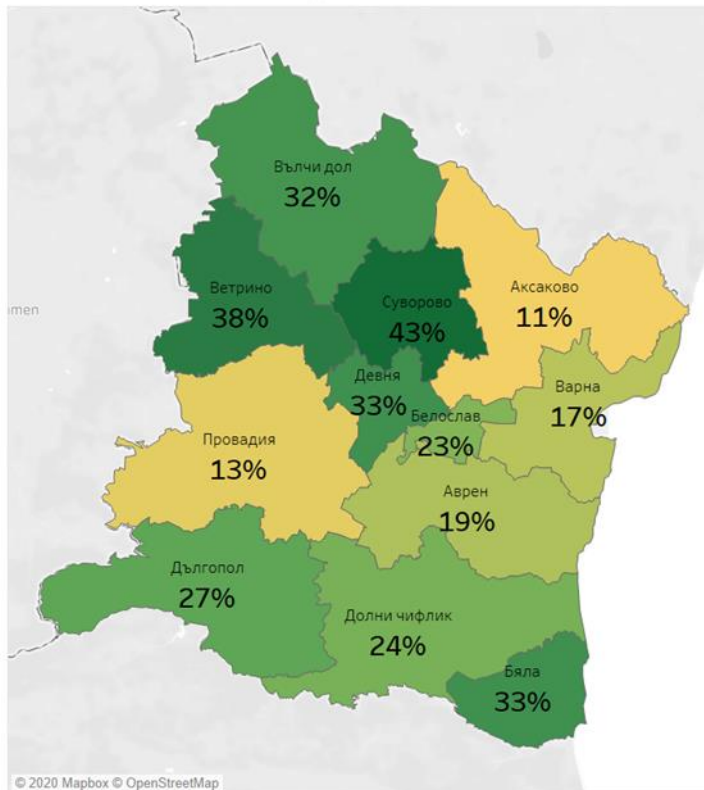 Вълчи дол
32%
Ветрино
38%
Суворово
43%
Аксаково
11%
men
Девня
33%
Варна
17%
Белослав
23%
Провадия
13%
Аврен
19%
Дългопол
27%
Долни чифлик
24%
Бяла
33%
© 2020 Mapbox © OpenStreetMap